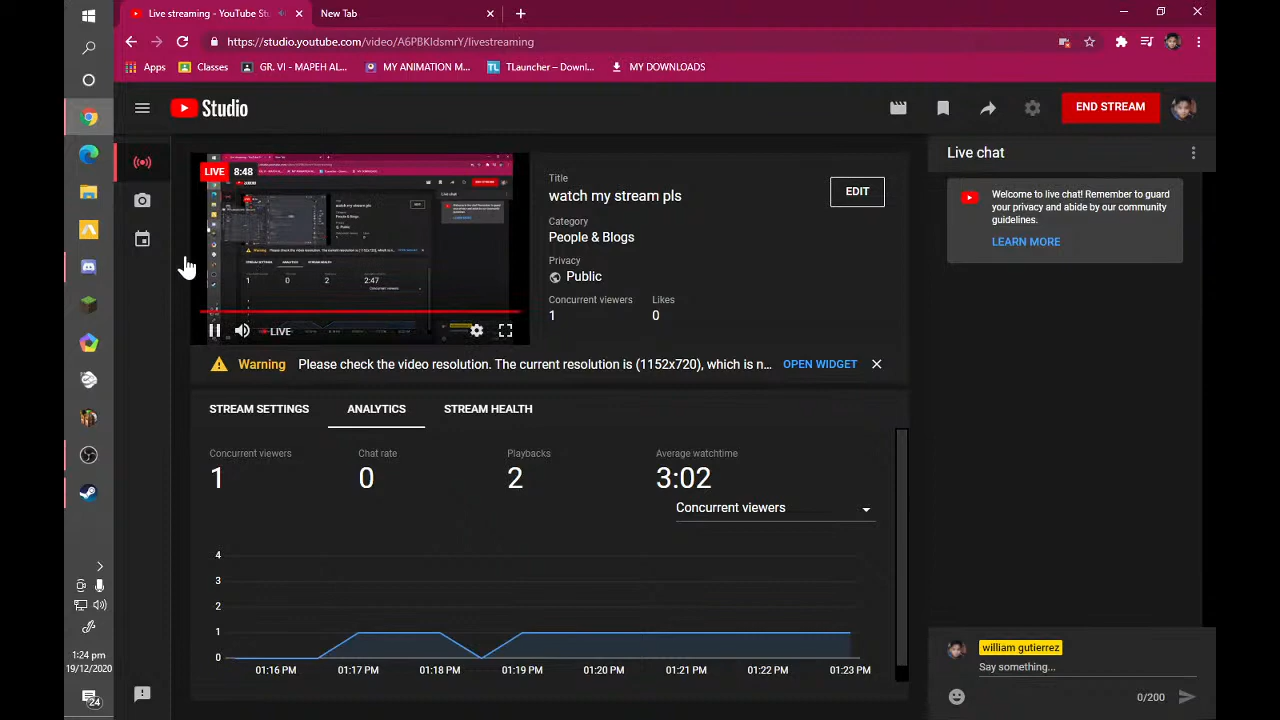 Live streaming - YouTube St
New Tab
https://studio.youtube.com/video/A6PBKIdsmrY/livestreaming
Apps
Classes
GR. VI - MAPEH AL...
MY ANIMATION M...
TL
TLauncher – Downl...
MY DOWNLOADS
Studio
END STREAM
LIVE 8:48
LIVE
Title
watch my stream pls
EDIT
Category
People & Blogs
Privacy
Public
Concurrent viewers
Likes
1
0
Warning Please check the video resolution. The current resolution is (1152x720), which is n... OPEN WIDGET
STREAM SETTINGS
ANALYTICS
STREAM HEALTH
Concurrent viewers
Chat rate
Playbacks
Average watchtime
1
0
2
3:02
Concurrent viewers
4
3
2
1
0
01:16 PM
01:17 PM
01:18 PM
01:19 PM
01:20 PM
01:21 PM
01:22 PM
01:23 PM
Live chat
Welcome to live chat! Remember to guard
your privacy and abide by our community
guidelines.
LEARN MORE
william gutierrez
Say something...
0/200
1:24 pm
19/12/2020
24